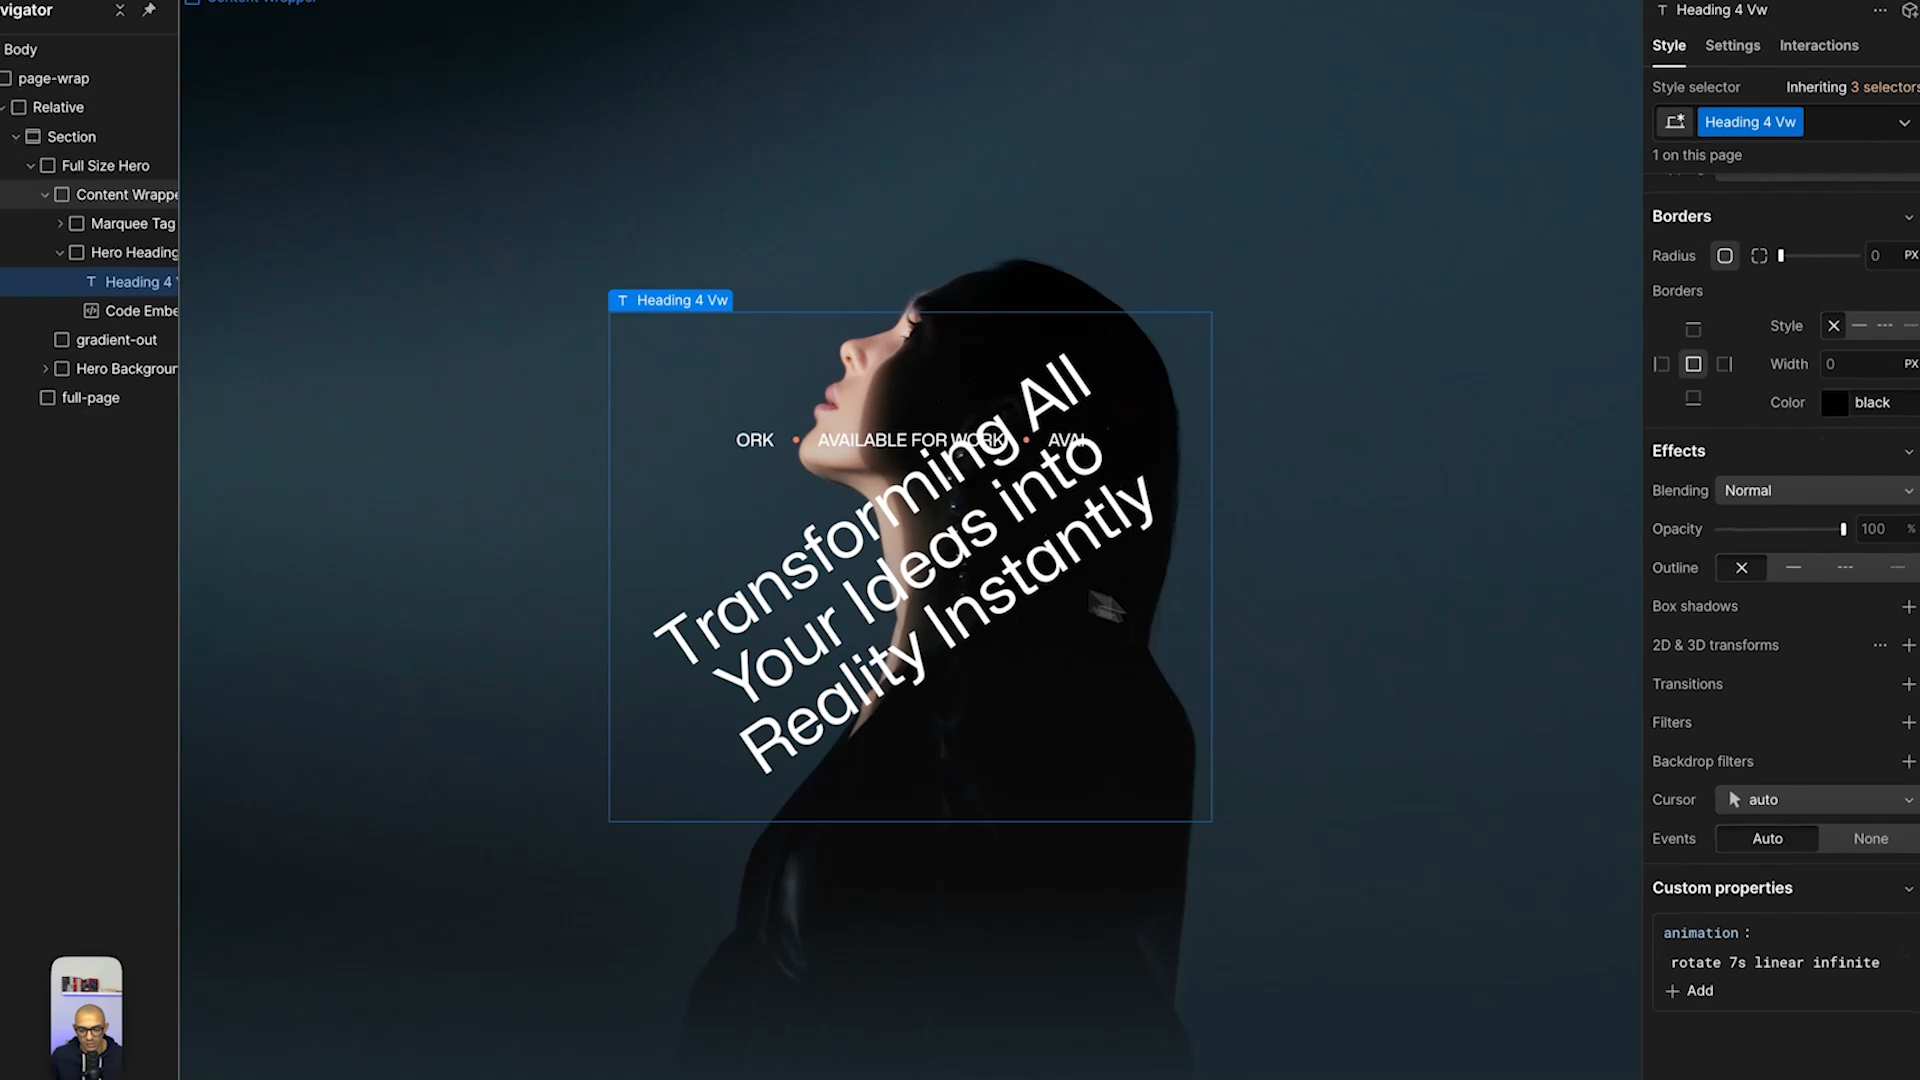 vigator
Body
page-wrap
Relative
Section
Full Size Hero
Content Wrappe
Marquee Tag
Hero Heading
Heading 4
Code Embe
gradient-out
Hero Backgroun
full-page
Content Wrapper
Heading 4 Vw
ORK • AVAILABLE FOR WORK • AVAI
Transforming All
Your Ideas into
Reality Instantly
Heading 4 Vw
Style Settings Interactions
Style selector Inheriting 3 selectors
Heading 4 Vw
1 on this page
Borders
Radius 0 PX
Borders
Style
Width 0 PX
Color black
Effects
Blending Normal
Opacity 100 %
Outline
Box shadows
2D & 3D transforms
Transitions
Filters
Backdrop filters
Cursor auto
Events Auto None
Custom properties
animation :
rotate 7s linear infinite
+ Add